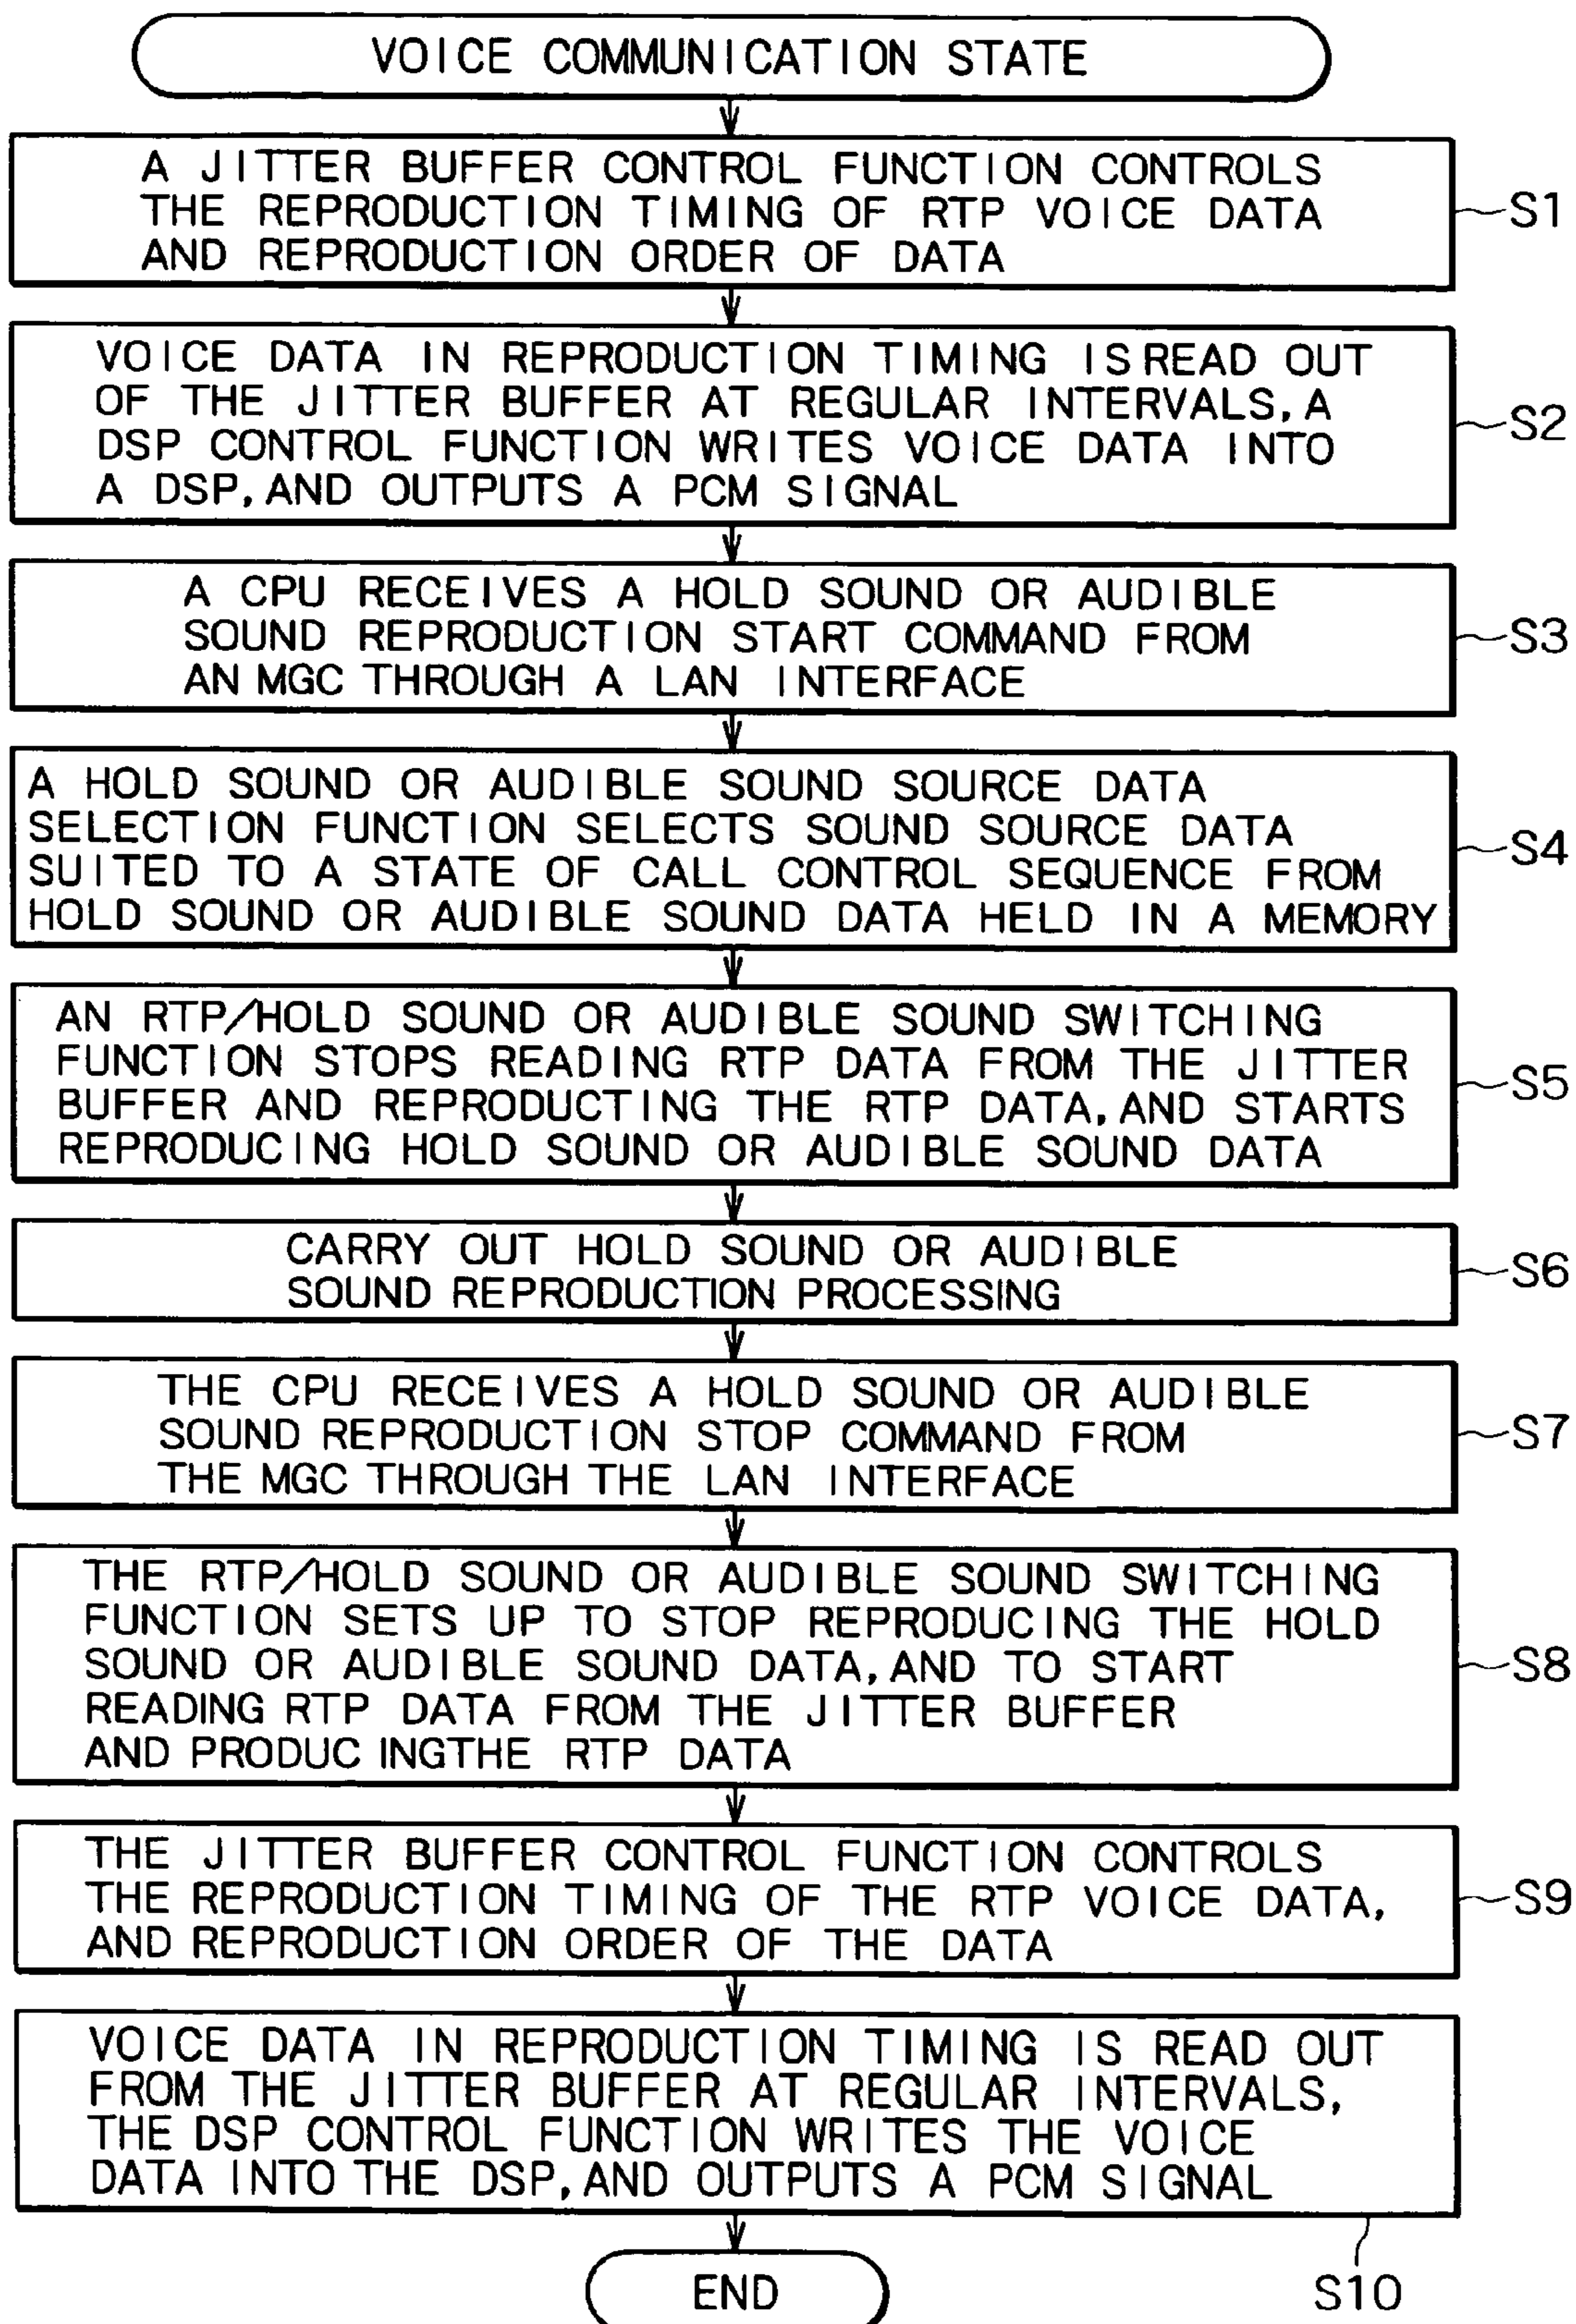 VOICE COMMUNICATION STATE
A JITTER BUFFER CONTROL FUNCTION CONTROLS
THE REPRODUCTION TIMING OF RTP VOICE DATA
AND REPRODUCTION ORDER OF DATA
S1
VOICE DATA IN REPRODUCTION TIMING IS READ OUT
OF THE JITTER BUFFER AT REGULAR INTERVALS, A
DSP CONTROL FUNCTION WRITES VOICE DATA INTO
A DSP, AND OUTPUTS A PCM SIGNAL
S2
A CPU RECEIVES A HOLD SOUND OR AUDIBLE
SOUND REPRODUCTION START COMMAND FROM
AN MGC THROUGH A LAN INTERFACE
S3
A HOLD SOUND OR AUDIBLE SOUND SOURCE DATA
SELECTION FUNCTION SELECTS SOUND SOURCE DATA
SUITED TO A STATE OF CALL CONTROL SEQUENCE FROM
HOLD SOUND OR AUDIBLE SOUND DATA HELD IN A MEMORY
S4
AN RTP/HOLD SOUND OR AUDIBLE SOUND SWITCHING
FUNCTION STOPS READING RTP DATA FROM THE JITTER
BUFFER AND REPRODUCTING THE RTP DATA, AND STARTS
REPRODUCING HOLD SOUND OR AUDIBLE SOUND DATA
S5
CARRY OUT HOLD SOUND OR AUDIBLE
SOUND REPRODUCTION PROCESSING
S6
THE CPU RECEIVES A HOLD SOUND OR AUDIBLE
SOUND REPRODUCTION STOP COMMAND FROM
THE MGC THROUGH THE LAN INTERFACE
S7
THE RTP/HOLD SOUND OR AUDIBLE SOUND SWITCHING
FUNCTION SETS UP TO STOP REPRODUCING THE HOLD
SOUND OR AUDIBLE SOUND DATA, AND TO START
READING RTP DATA FROM THE JITTER BUFFER
AND PRODUC INGTHE RTP DATA
S8
THE JITTER BUFFER CONTROL FUNCTION CONTROLS
THE REPRODUCTION TIMING OF THE RTP VOICE DATA,
AND REPRODUCTION ORDER OF THE DATA
S9
VOICE DATA IN REPRODUCTION TIMING IS READ OUT
FROM THE JITTER BUFFER AT REGULAR INTERVALS,
THE DSP CONTROL FUNCTION WRITES THE VOICE
DATA INTO THE DSP, AND OUTPUTS A PCM SIGNAL
S10
END